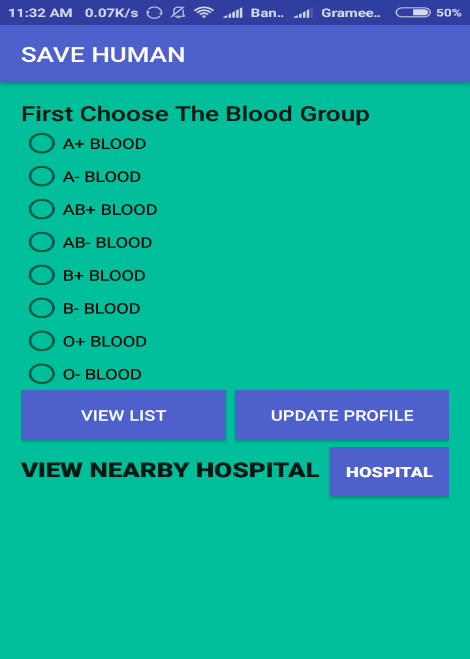 11:32 AM 0.07K/s Ban.. Gramee.. 50%
SAVE HUMAN
First Choose The Blood Group
A+ BLOOD
A- BLOOD
AB+ BLOOD
AB- BLOOD
B+ BLOOD
B- BLOOD
O+ BLOOD
O- BLOOD
VIEW LIST UPDATE PROFILE
VIEW NEARBY HOSPITAL HOSPITAL